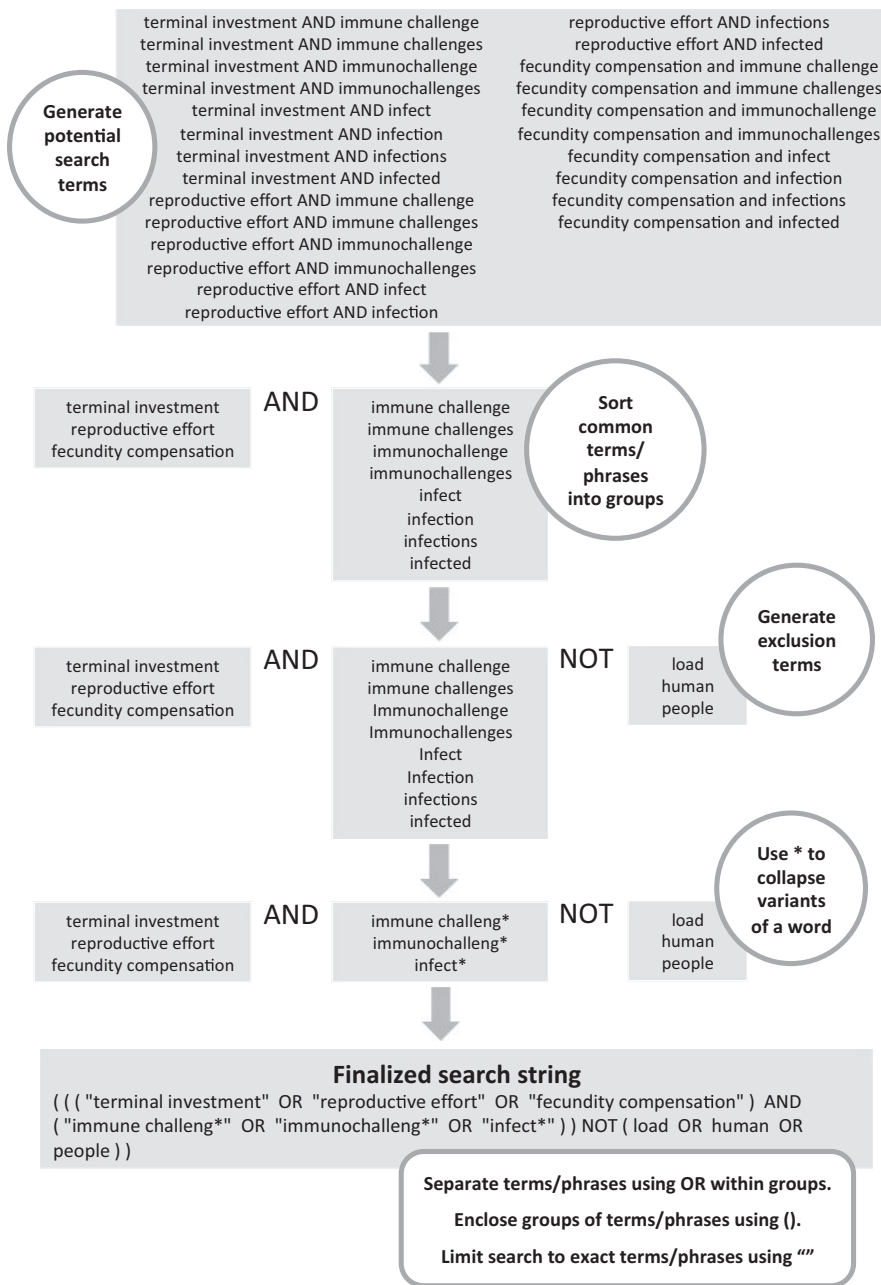 Generate
potential
search
terms
terminal investment AND immune challenge
terminal investment AND immune challenges
terminal investment AND immunochallenge
terminal investment AND immunochallenges
terminal investment AND infect
terminal investment AND infection
terminal investment AND infections
terminal investment AND infected
reproductive effort AND immune challenge
reproductive effort AND immune challenges
reproductive effort AND immunochallenge
reproductive effort AND immunochallenges
reproductive effort AND infect
reproductive effort AND infection
reproductive effort AND infections
reproductive effort AND infected
fecundity compensation and immune challenge
fecundity compensation and immune challenges
fecundity compensation and immunochallenge
fecundity compensation and immunochallenges
fecundity compensation and infect
fecundity compensation and infection
fecundity compensation and infections
fecundity compensation and infected
terminal investment
reproductive effort
fecundity compensation
AND
immune challenge
immune challenges
immunochallenge
immunochallenges
infect
infection
infections
infected
Sort
common
terms/
phrases
into groups
terminal investment
reproductive effort
fecundity compensation
AND
immune challenge
immune challenges
Immunochallenge
Immunochallenges
Infect
Infection
infections
infected
NOT
load
human
people
Generate
exclusion
terms
terminal investment
reproductive effort
fecundity compensation
AND
immune challeng*
immunochalleng*
infect*
NOT
load
human
people
Use * to
collapse
variants
of a word
Finalized search string
( ( ( "terminal investment" OR "reproductive effort" OR "fecundity compensation" ) AND
( "immune challeng*" OR "immunochalleng*" OR "infect*" ) ) NOT ( load OR human OR
people ) )
Separate terms/phrases using OR within groups.
Enclose groups of terms/phrases using ().
Limit search to exact terms/phrases using “”